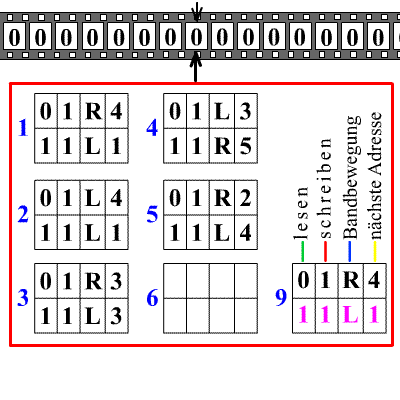 0 0 0 0 0 0 0 0 0 0 0 0 0 0 0
1
0 1 R 4
1 1 L 1
2
0 1 L 4
1 1 L 1
3
0 1 R 3
1 1 L 3
4
0 1 L 3
1 1 R 5
5
0 1 R 2
1 1 L 4
6
lesen
schreiben
Bandbewegung
nächste Adresse
9
0 1 R 4
1 1 L 1